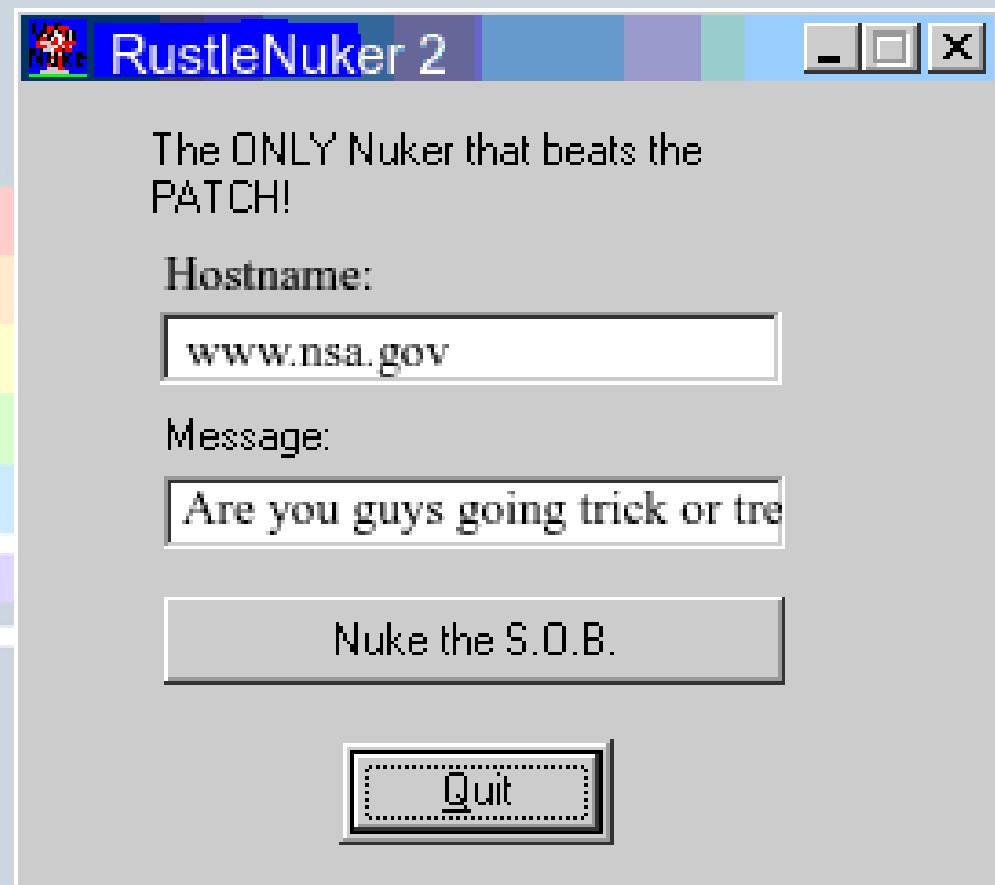 RustleNuker 2
The ONLY Nuker that beats the
PATCH!
Hostname:
www.nsa.gov
Message:
Are you guys going trick or tre
Nuke the S.O.B.
Quit